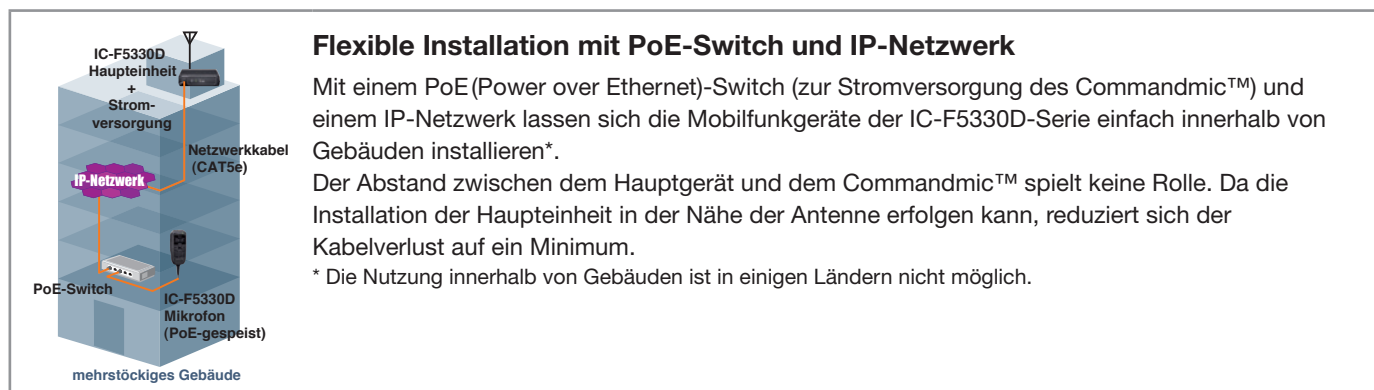 IC-F5330D
Haupteinheit
+
Strom-
versorgung
Netzwerkkabel
(CAT5e)
IP-Netzwerk
PoE-Switch
IC-F5330D
Mikrofon
(PoE-gespeist)
mehrstöckiges Gebäude
Flexible Installation mit PoE-Switch und IP-Netzwerk
Mit einem PoE (Power over Ethernet)-Switch (zur Stromversorgung des Commandmic™) und
einem IP-Netzwerk lassen sich die Mobilfunkgeräte der IC-F5330D-Serie einfach innerhalb von
Gebäuden installieren*.
Der Abstand zwischen dem Hauptgerät und dem Commandmic™ spielt keine Rolle. Da die
Installation der Haupteinheit in der Nähe der Antenne erfolgen kann, reduziert sich der
Kabelverlust auf ein Minimum.
* Die Nutzung innerhalb von Gebäuden ist in einigen Ländern nicht möglich.